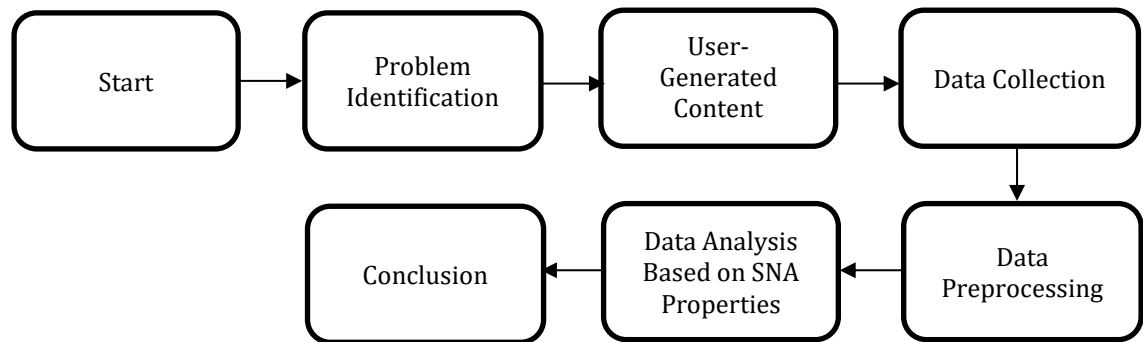 Start
Problem
Identification
User-
Generated
Content
Data Collection
Data
Preprocessing
Data Analysis
Based on SNA
Properties
Conclusion